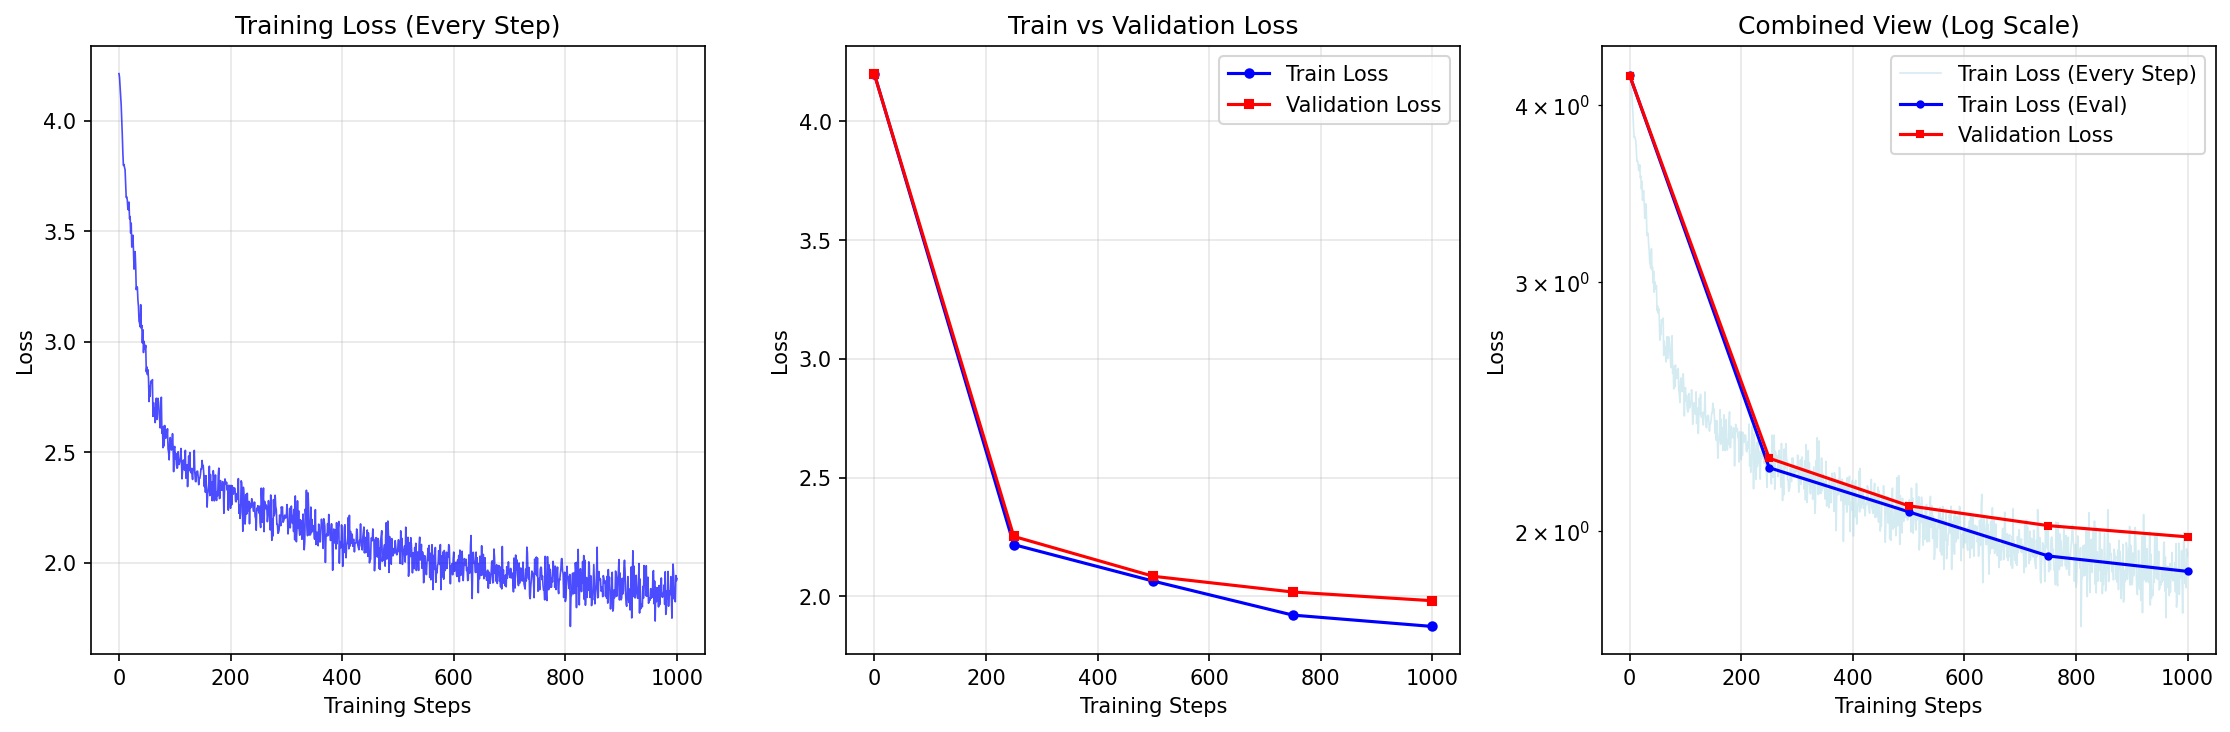 Training Loss (Every Step)
Loss
4.0
3.5
3.0
2.5
2.0
0 200 400 600 800 1000
Training Steps
Train vs Validation Loss
Train Loss
Validation Loss
Loss
4.0
3.5
3.0
2.5
2.0
0 200 400 600 800 1000
Training Steps
Combined View (Log Scale)
Train Loss (Every Step)
Train Loss (Eval)
Validation Loss
Loss
4 × 10⁰
3 × 10⁰
2 × 10⁰
0 200 400 600 800 1000
Training Steps